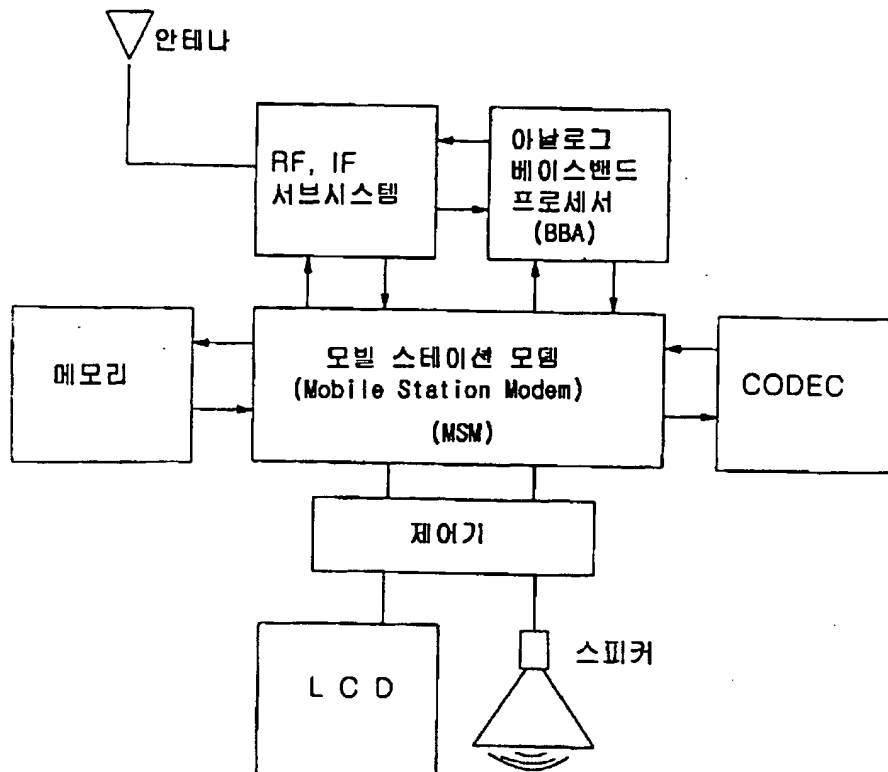 안테나
RF, IF
서브시스템
아날로그
베이스밴드
프로세서
(BBA)
메모리
모빌 스테이션 모뎀
(Mobile Station Modem)
(MSM)
CODEC
제어기
LCD
스피커